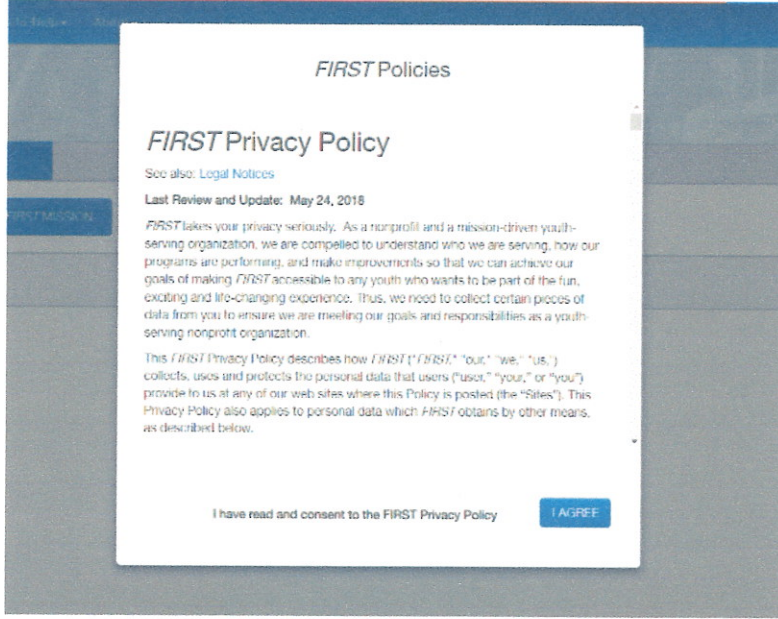 FIRST Policies
FIRST Privacy Policy
See also: Legal Notices
Last Review and Update: May 24, 2018
FIRST MISSION
FIRST takes your privacy seriously. As a nonprofit and a mission-driven youth-
serving organization, we are compelled to understand who we are serving, how our
programs are performing, and make improvements so that we can achieve our
goals of making FIRST accessible to any youth who wants to be part of the fun,
exciting and life-changing experience. Thus, we need to collect certain pieces of
data from you to ensure we are meeting our goals and responsibilities as a youth-
serving nonprofit organization.
This FIRST Privacy Policy describes how FIRST ("FIRST," "our," "we," "us,")
collects, uses and protects the personal data that users ("user," "your," or "you")
provide to us at any of our web sites where this Policy is posted (the "Sites"). This
Privacy Policy also applies to personal data which FIRST obtains by other means,
as described below.
I have read and consent to the FIRST Privacy Policy
I AGREE